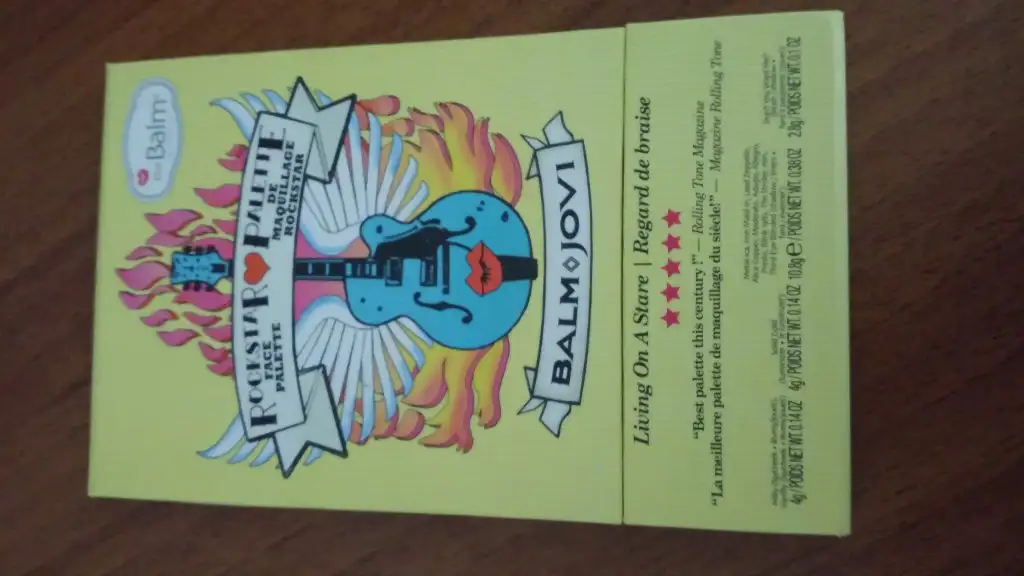 the Balm
ROCKSTAR PALETTE
FACE
PALETTE
DE
MAQUILLAGE
ROCKSTAR
BALM JOVI
Living On A Stare | Regard de braise
“Best palette this century!” — Rolling Tone Magazine
“La meilleure palette de maquillage du siècle!” — Magazine Rolling Tone
Solid Gold
4g/POIDS NET WT. 0.14 OZ
4g/POIDS NET WT. 0.14 OZ
10.8g e / POIDS NET WT. 0.38 OZ
2.8g/POIDS NET WT. 0.1 OZ